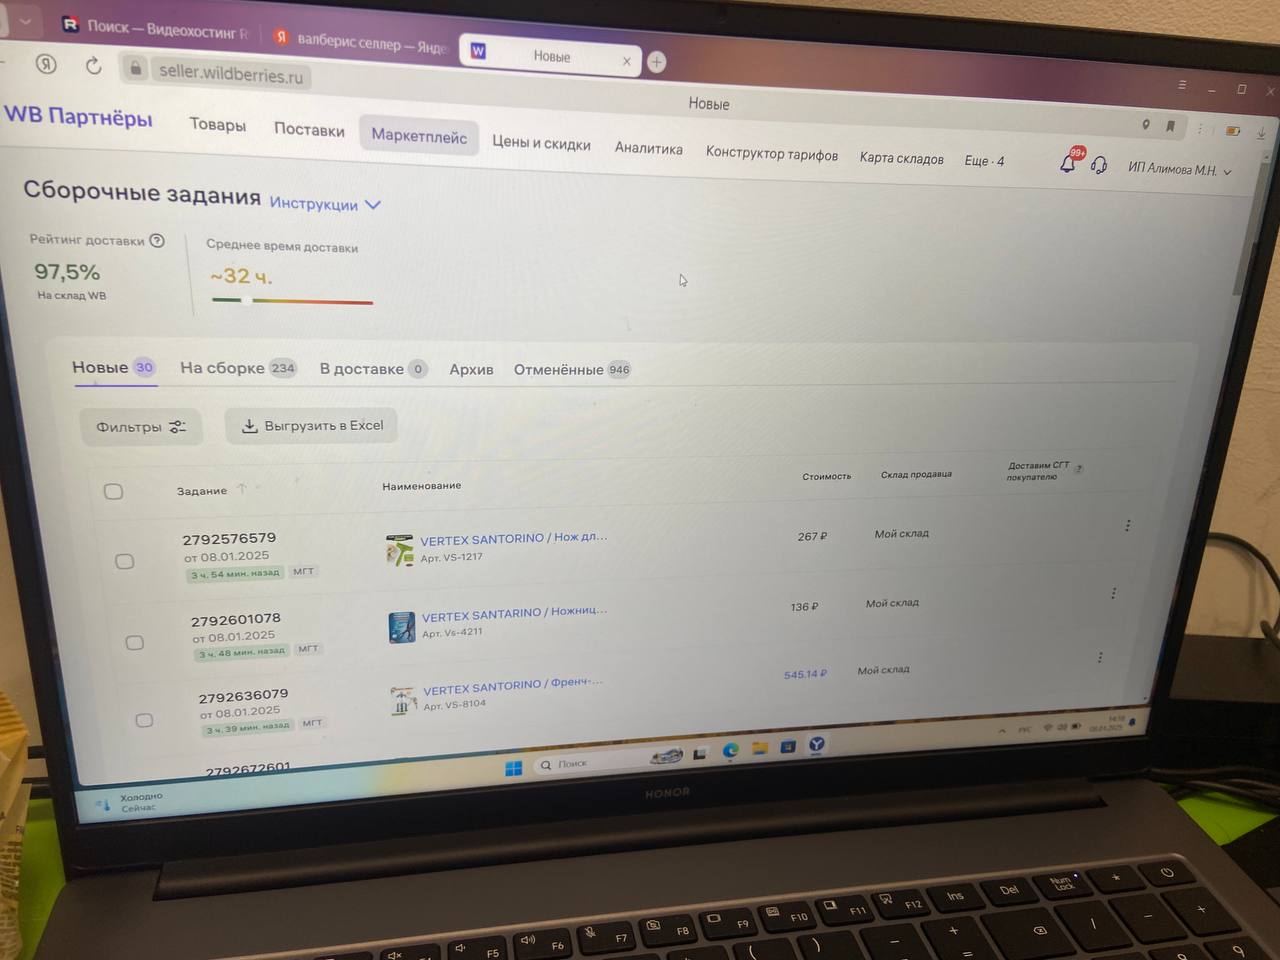 Поиск — Видеохостинг R
валберис селлер — Янде
Новые
seller.wildberries.ru
Новые
WB Партнёры
Товары
Поставки
Маркетплейс
Цены и скидки
Аналитика
Конструктор тарифов
Карта складов
Еще · 4
99+
ИП Алимова М.Н.
Сборочные задания
Инструкции
Рейтинг доставки
97,5%
На склад WB
Среднее время доставки
~32 ч.
Новые 30
На сборке 234
В доставке 0
Архив
Отменённые 946
Фильтры
Выгрузить в Excel
Задание
Наименование
Стоимость
Склад продавца
Доставим СГТ
покупателю
2792576579
от 08.01.2025
3 ч. 54 мин. назад МГТ
VERTEX SANTORINO / Нож дл...
Арт. VS-1217
267 ₽
Мой склад
2792601078
от 08.01.2025
3 ч. 48 мин. назад МГТ
VERTEX SANTARINO / Ножниц...
Арт. Vs-4211
136 ₽
Мой склад
2792636079
от 08.01.2025
3 ч. 39 мин. назад МГТ
VERTEX SANTORINO / Френч-...
Арт. VS-8104
545.14 ₽
Мой склад
2792672601
Холодно
Сейчас
Поиск
РУС
08.01.2025
HONOR
F5
F6
F7
F8
F9
F10
F11
F12
Ins
Del
Num
Lock